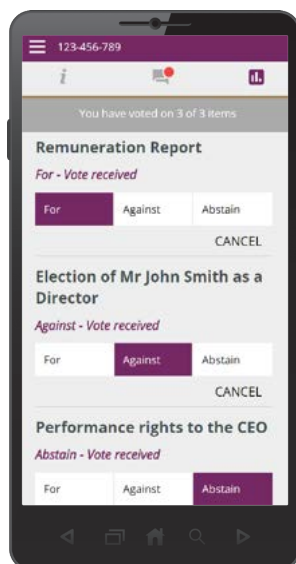 123-456-789
i
You have voted on 3 of 3 items
Remuneration Report
For - Vote received
For Against Abstain
CANCEL
Election of Mr John Smith as a
Director
Against - Vote received
For Against Abstain
CANCEL
Performance rights to the CEO
Abstain - Vote received
For Against Abstain